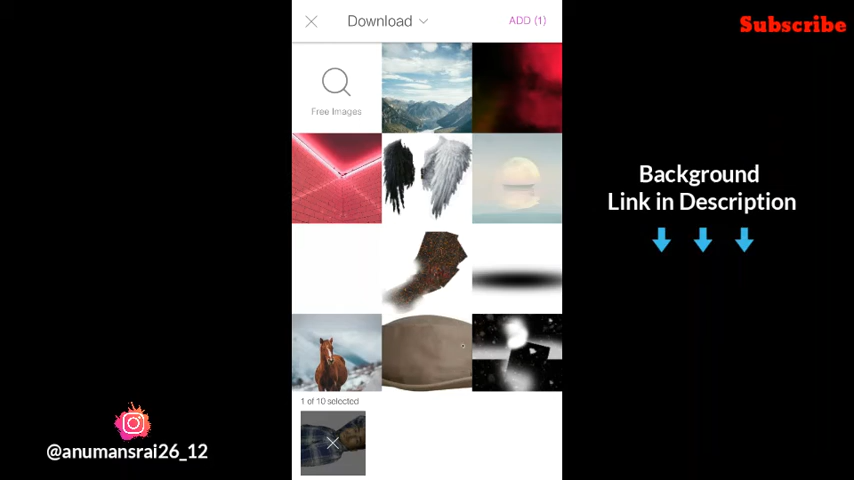 Download
ADD (1)
Subscribe
Free Images
Background
Link in Description
1 of 10 selected
@anumansrai26_12